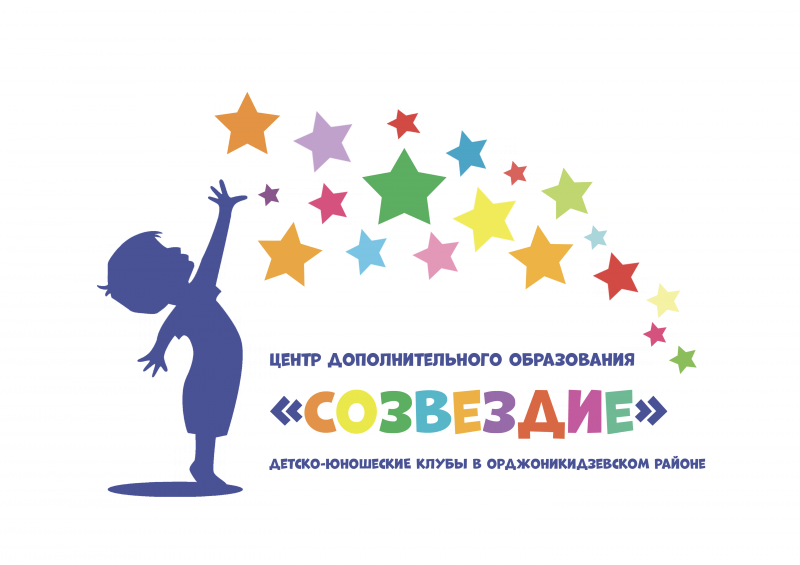 ЦЕНТР ДОПОЛНИТЕЛЬНОГО ОБРАЗОВАНИЯ
«СОЗВЕЗДИЕ»
ДЕТСКО-ЮНОШЕСКИЕ КЛУБЫ В ОРДЖОНИКИДЗЕВСКОМ РАЙОНЕ